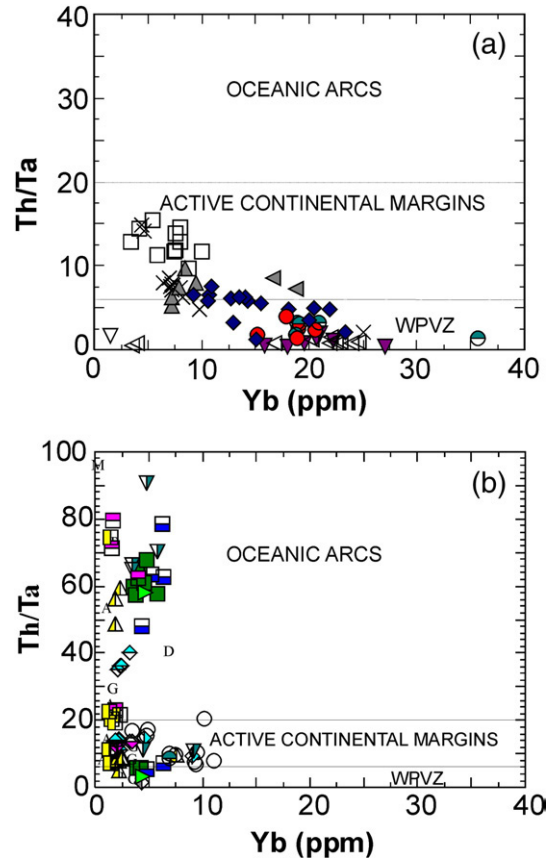 (a)
40
30
20
10
0
Th/Ta
OCEANIC ARCS
ACTIVE CONTINENTAL MARGINS
WPVZ
0 10 20 30 40
Yb (ppm)
(b)
100
80
60
40
20
0
Th/Ta
M
A
D
G
OCEANIC ARCS
ACTIVE CONTINENTAL MARGINS
WPVZ
0 10 20 30 40
Yb (ppm)